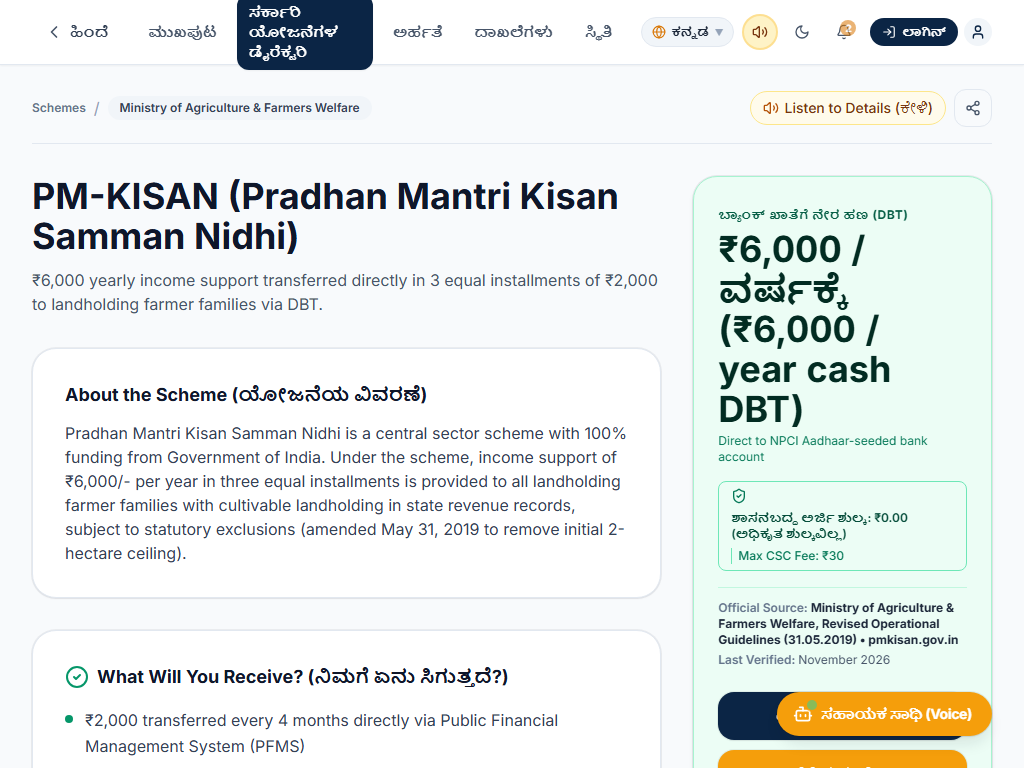 ಹಿಂದೆ
ಮುಖಪುಟ
ಸರ್ಕಾರಿ
ಯೋಜನೆಗಳ
ಡೈರೆಕ್ಟರಿ
ಅರ್ಹತೆ
ದಾಖಲೆಗಳು
ಸ್ಥಿತಿ
ಕನ್ನಡ ▼
2
ಲಾಗಿನ್
Schemes / Ministry of Agriculture & Farmers Welfare
Listen to Details (ಕೇಳಿ)
PM-KISAN (Pradhan Mantri Kisan
Samman Nidhi)
₹6,000 yearly income support transferred directly in 3 equal installments of ₹2,000
to landholding farmer families via DBT.
About the Scheme (ಯೋಜನೆಯ ವಿವರಣೆ)
Pradhan Mantri Kisan Samman Nidhi is a central sector scheme with 100%
funding from Government of India. Under the scheme, income support of
₹6,000/- per year in three equal installments is provided to all landholding
farmer families with cultivable landholding in state revenue records,
subject to statutory exclusions (amended May 31, 2019 to remove initial 2-
hectare ceiling).
What Will You Receive? (ನಿಮಗೆ ಏನು ಸಿಗುತ್ತದೆ?)
₹2,000 transferred every 4 months directly via Public Financial
Management System (PFMS)
ಬ್ಯಾಂಕ್ ಖಾತೆಗೆ ನೇರ ಹಣ (DBT)
₹6,000 /
ವರ್ಷಕ್ಕೆ
(₹6,000 /
year cash
DBT)
Direct to NPCI Aadhaar-seeded bank
account
ಶಾಸನಬದ್ಧ ಅರ್ಜಿ ಶುಲ್ಕ: ₹0.00
(ಅಧಿಕೃತ ಶುಲ್ಕವಿಲ್ಲ)
Max CSC Fee: ₹30
Official Source: Ministry of Agriculture &
Farmers Welfare, Revised Operational
Guidelines (31.05.2019) • pmkisan.gov.in
Last Verified: November 2026
ಸಹಾಯಕ ಸಾಥಿ (Voice)